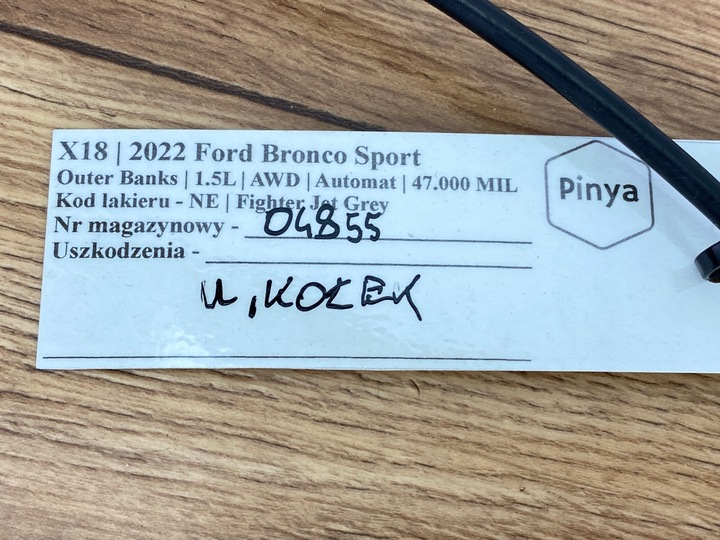 X18 | 2022 Ford Bronco Sport
Outer Banks | 1.5L | AWD | Automat | 47.000 MIL
Kod lakieru - NE | Fighter Jet Grey
Nr magazynowy - 04855
Uszkodzenia -
U, KOŁEK
Pinya